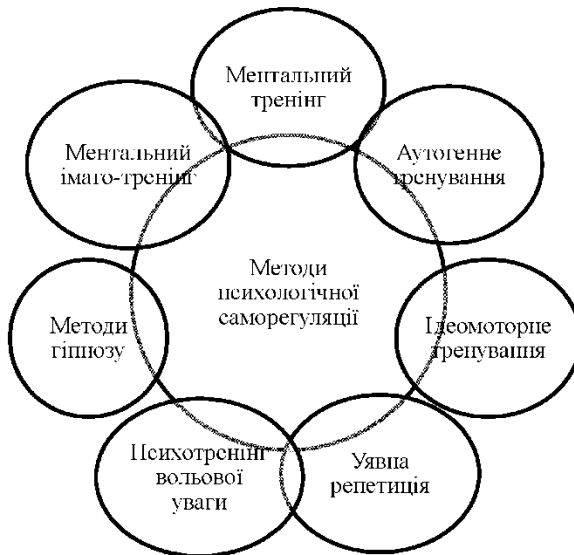 Ментальний
тренінг
Аутогенне
тренування
Ідеомоторне
тренування
Уявна
репетиція
Психотренінг
вольової
уваги
Методи
гіпнозу
Ментальний
імаго-тренінг
Методи
психологічної
саморегуляції